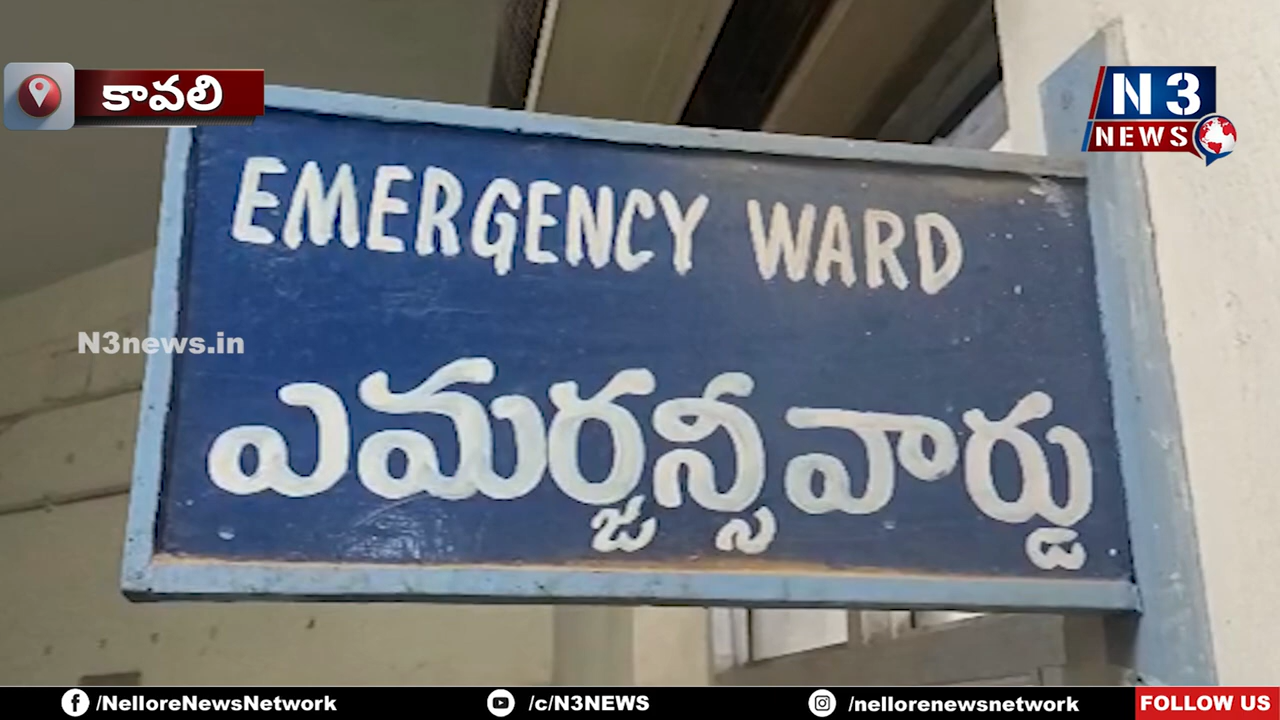 కావలి
N3
NEWS
EMERGENCY WARD
N3news.in
ఎమర్జన్సీ వార్డు
/NelloreNewsNetwork /c/N3NEWS /nellorenewsnetwork FOLLOW US